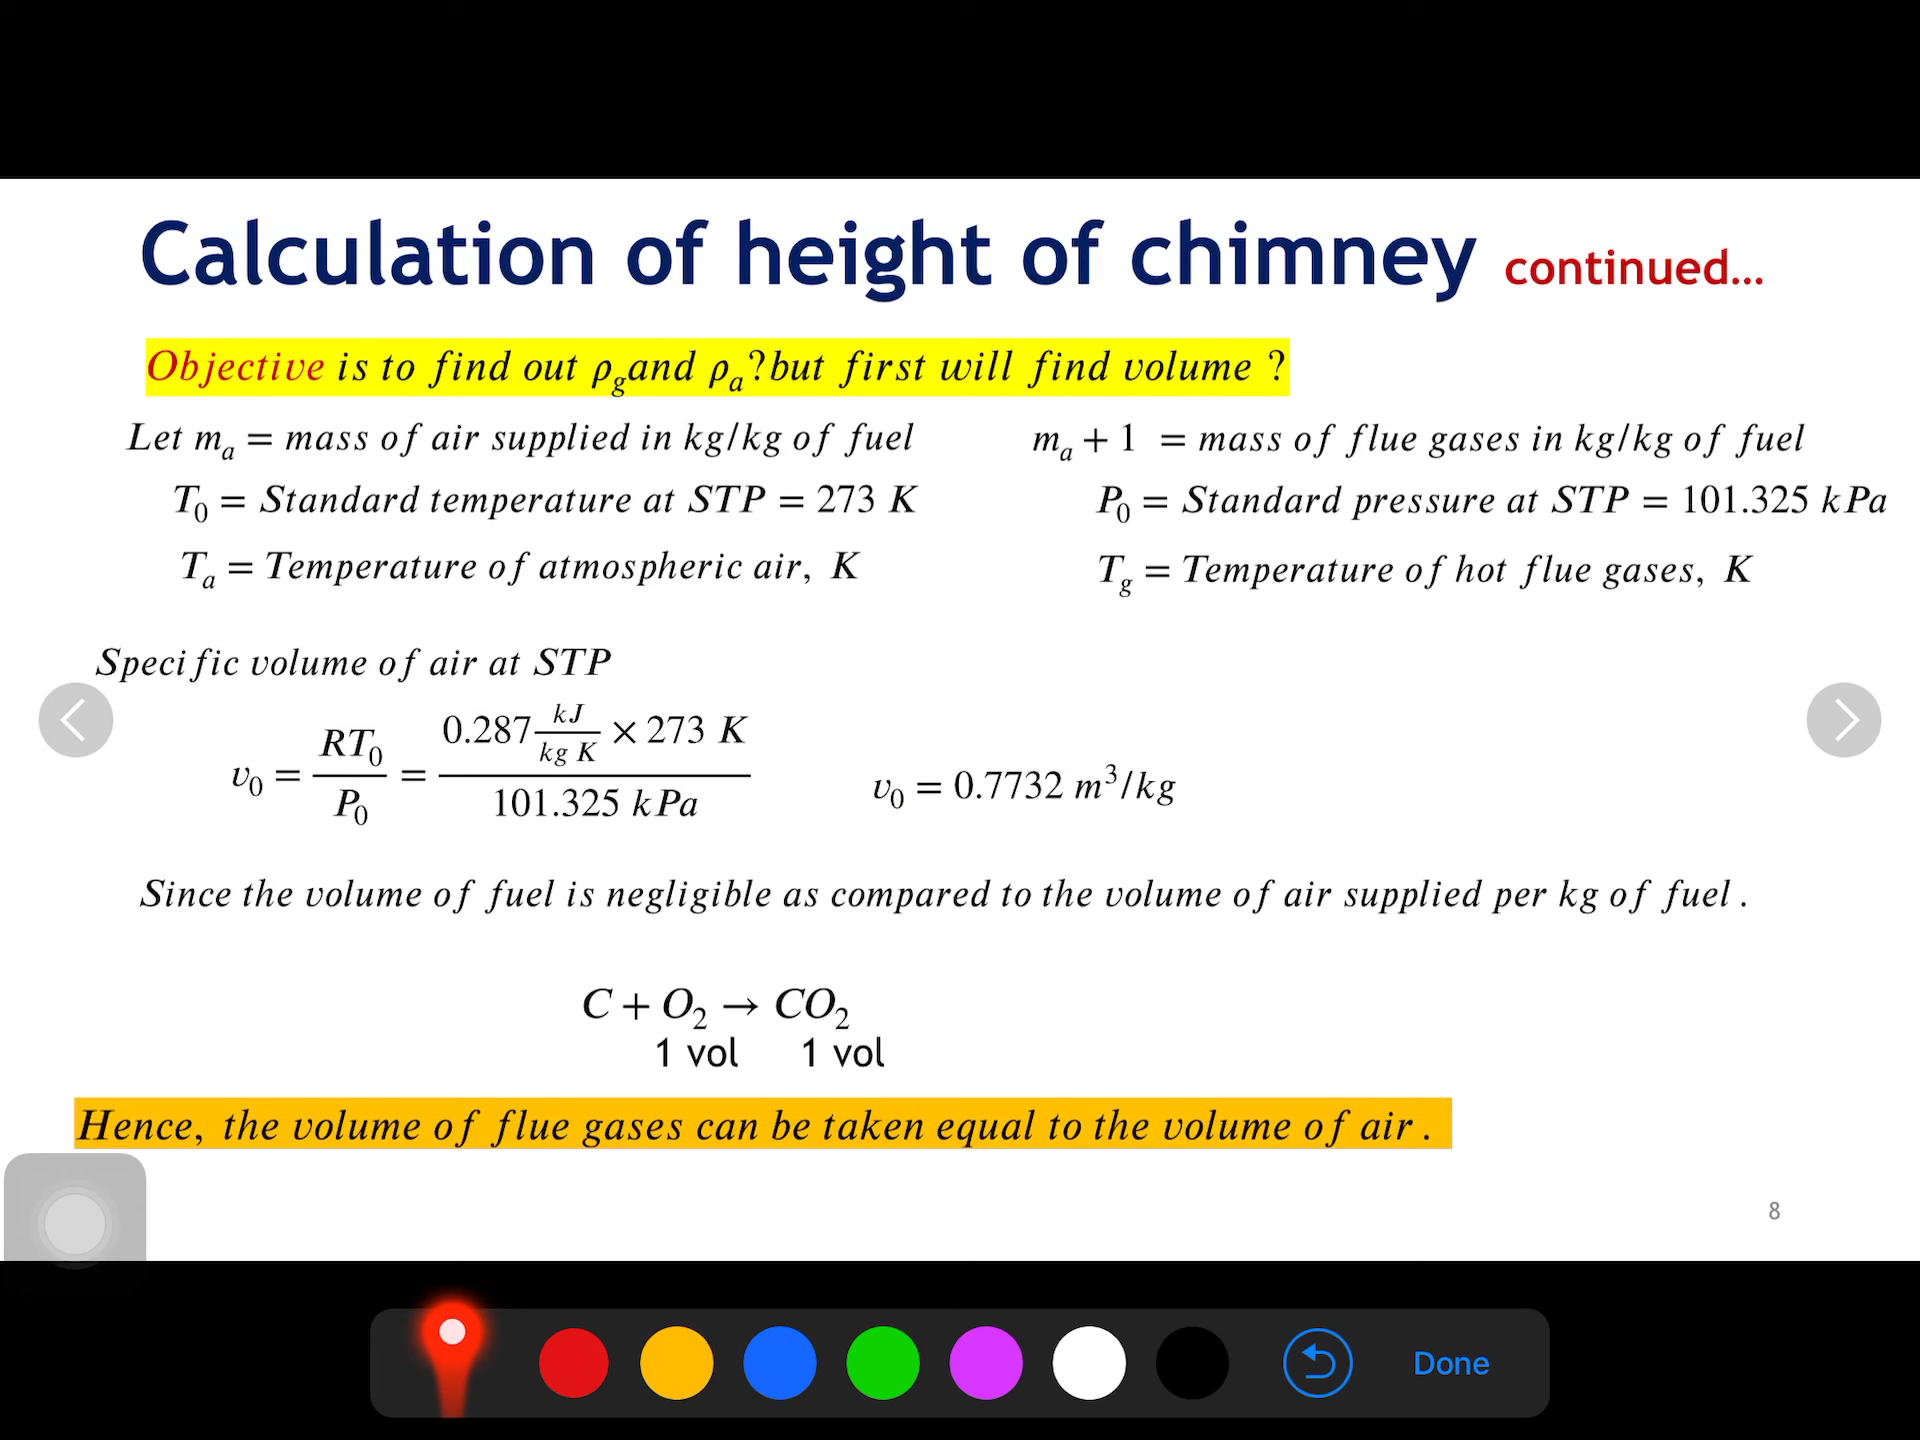 Calculation of height of chimney continued...
Objective is to find out ρg and ρa? but first will find volume ?
Let ma = mass of air supplied in kg/kg of fuel
ma + 1 = mass of flue gases in kg/kg of fuel
T0 = Standard temperature at STP = 273 K
P0 = Standard pressure at STP = 101.325 kPa
Ta = Temperature of atmospheric air, K
Tg = Temperature of hot flue gases, K
Specific volume of air at STP
v0 = RT0/P0 = 0.287 kJ/kg K × 273 K / 101.325 kPa
v0 = 0.7732 m³/kg
Since the volume of fuel is negligible as compared to the volume of air supplied per kg of fuel .
C + O2 → CO2
1 vol 1 vol
Hence, the volume of flue gases can be taken equal to the volume of air .
8
Done